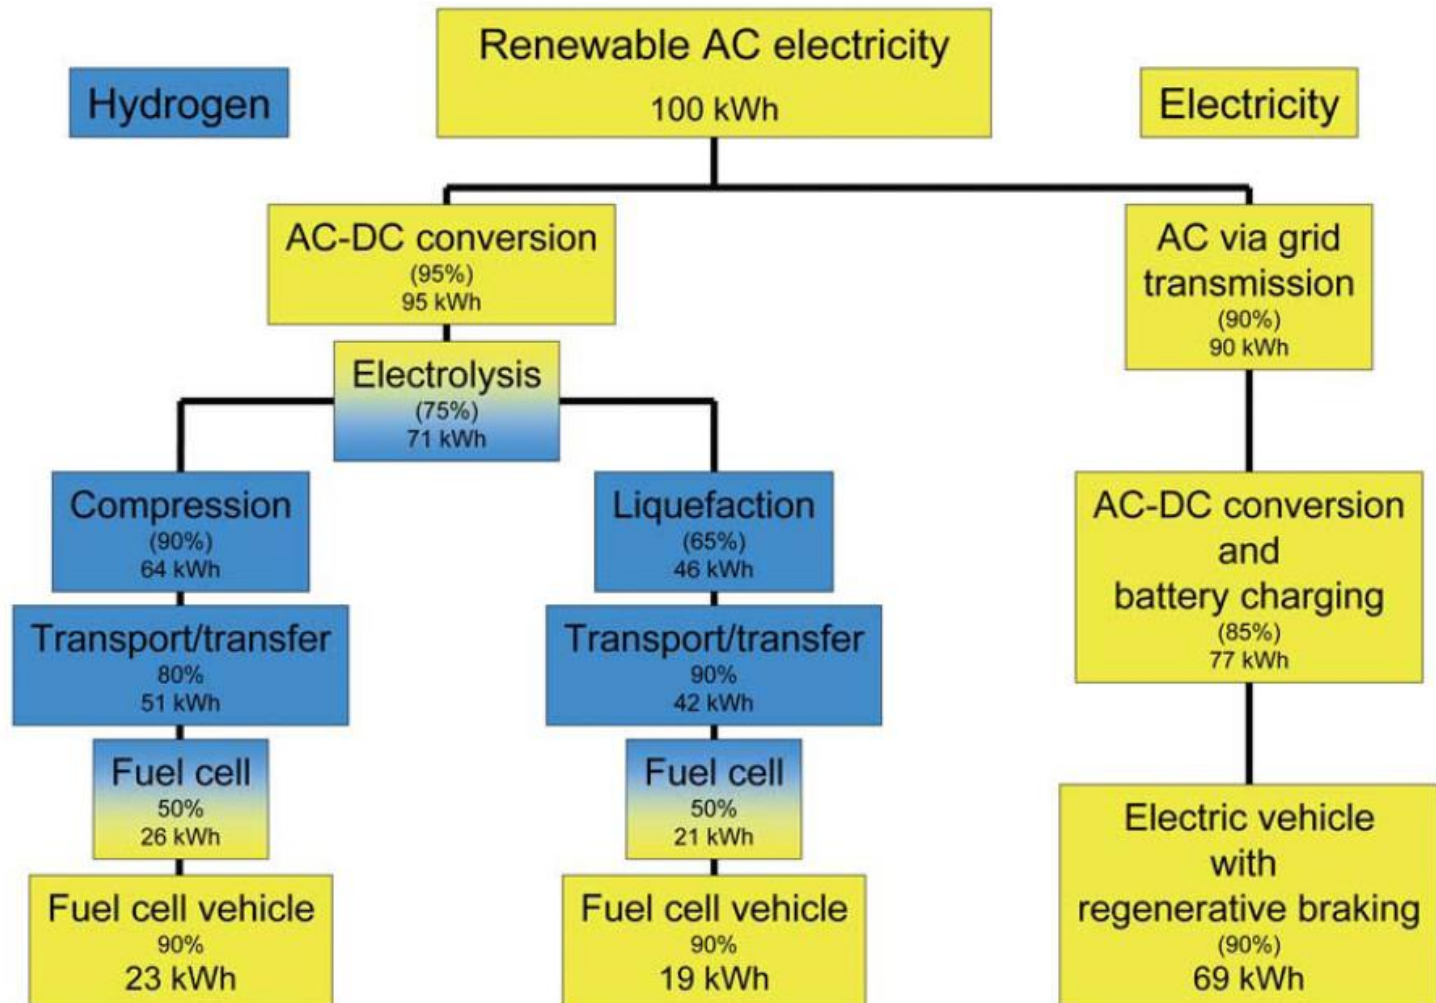 Renewable AC electricity
100 kWh
Hydrogen
Electricity
AC-DC conversion
(95%)
95 kWh
AC via grid
transmission
(90%)
90 kWh
Electrolysis
(75%)
71 kWh
Compression
(90%)
64 kWh
Liquefaction
(65%)
46 kWh
AC-DC conversion
and
battery charging
(85%)
77 kWh
Transport/transfer
80%
51 kWh
Transport/transfer
90%
42 kWh
Fuel cell
50%
26 kWh
Fuel cell
50%
21 kWh
Electric vehicle
with
regenerative braking
(90%)
69 kWh
Fuel cell vehicle
90%
23 kWh
Fuel cell vehicle
90%
19 kWh